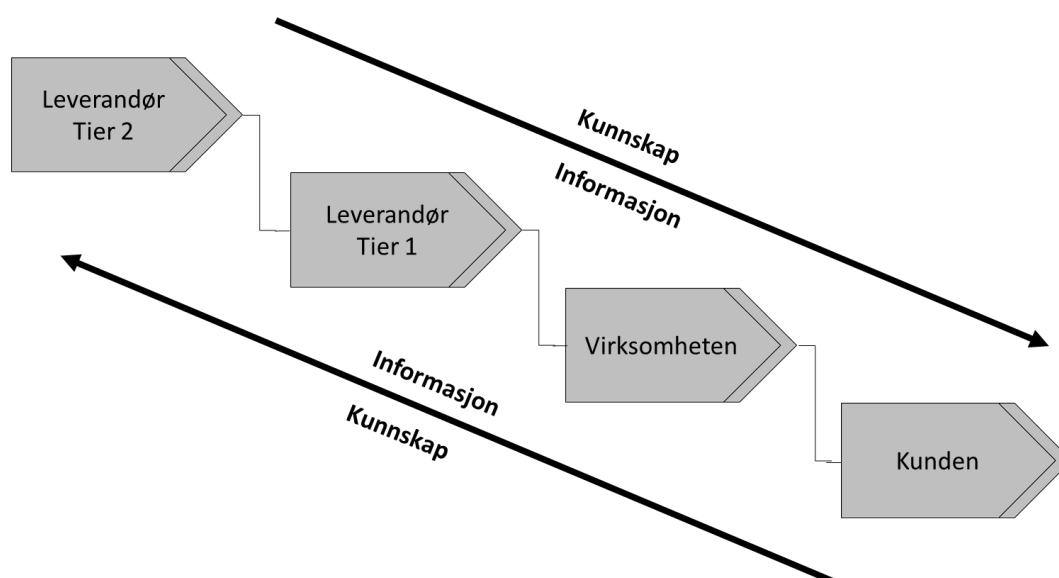 Leverandør
Tier 2
Kunnskap
Informasjon
Leverandør
Tier 1
Virksomheten
Informasjon
Kunnskap
Kunden